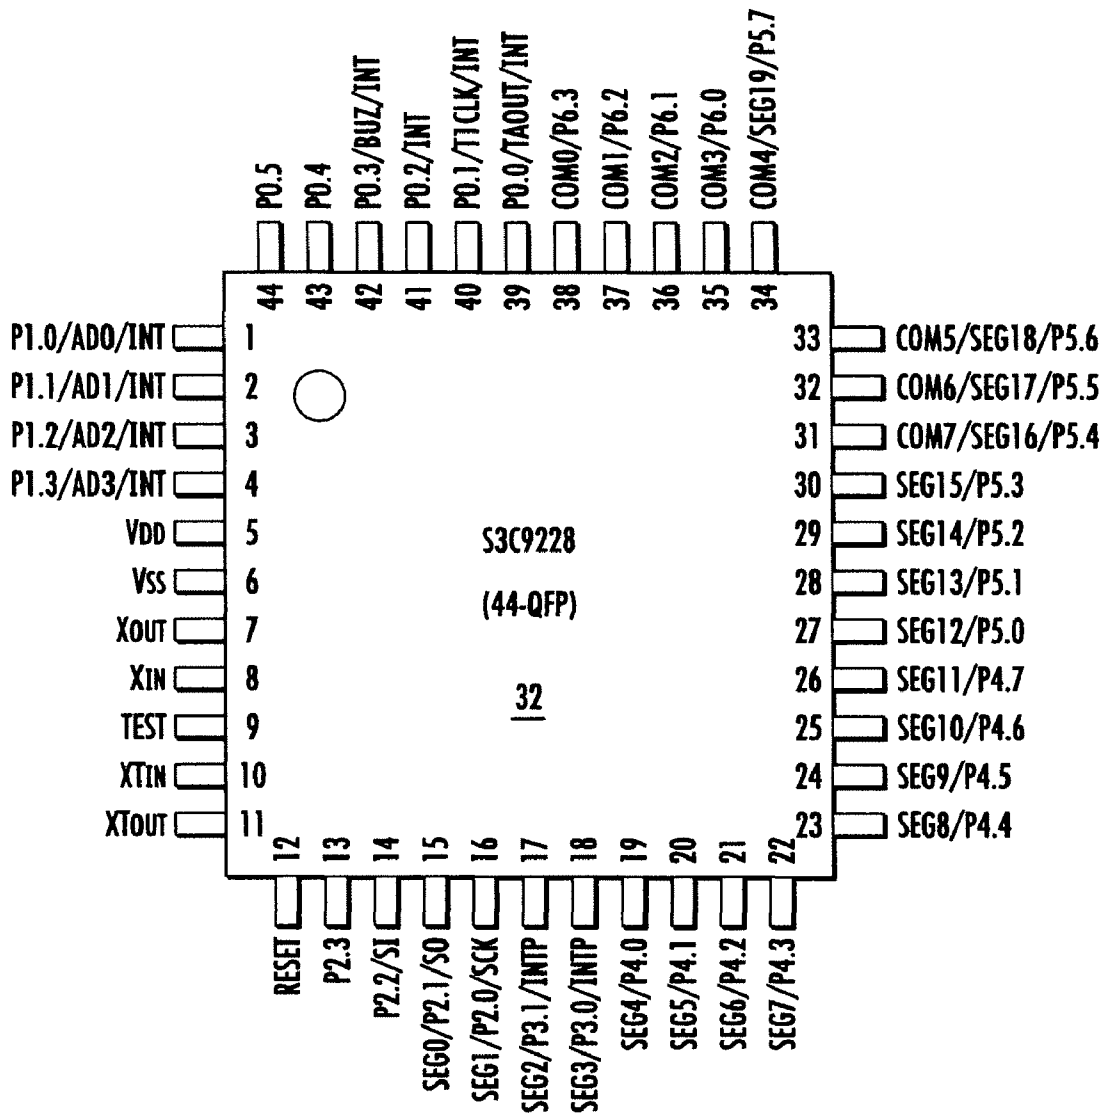 P0.5
P0.4
P0.3/BUZ/INT
P0.2/INT
P0.1/T1CLK/INT
P0.0/TAOUT/INT
COM0/P6.3
COM1/P6.2
COM2/P6.1
COM3/P6.0
COM4/SEG19/P5.7
44
43
42
41
40
39
38
37
36
35
34
P1.0/AD0/INT 1
P1.1/AD1/INT 2
P1.2/AD2/INT 3
P1.3/AD3/INT 4
VDD 5
VSS 6
XOUT 7
XIN 8
TEST 9
XTIN 10
XTOUT 11
S3C9228
(44-QFP)
32
33 COM5/SEG18/P5.6
32 COM6/SEG17/P5.5
31 COM7/SEG16/P5.4
30 SEG15/P5.3
29 SEG14/P5.2
28 SEG13/P5.1
27 SEG12/P5.0
26 SEG11/P4.7
25 SEG10/P4.6
24 SEG9/P4.5
23 SEG8/P4.4
12
13
14
15
16
17
18
19
20
21
22
RESET
P2.3
P2.2/SI
SEG0/P2.1/SO
SEG1/P2.0/SCK
SEG2/P3.1/INTP
SEG3/P3.0/INTP
SEG4/P4.0
SEG5/P4.1
SEG6/P4.2
SEG7/P4.3